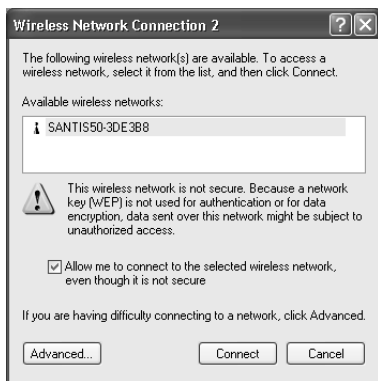 Wireless Network Connection 2
The following wireless network(s) are available. To access a
wireless network, select it from the list, and then click Connect.
Available wireless networks:
SANTIS50-3DE3B8
This wireless network is not secure. Because a network
key (WEP) is not used for authentication or for data
encryption, data sent over this network might be subject to
unauthorized access.
Allow me to connect to the selected wireless network,
even though it is not secure
If you are having difficulty connecting to a network, click Advanced.
Advanced... Connect Cancel